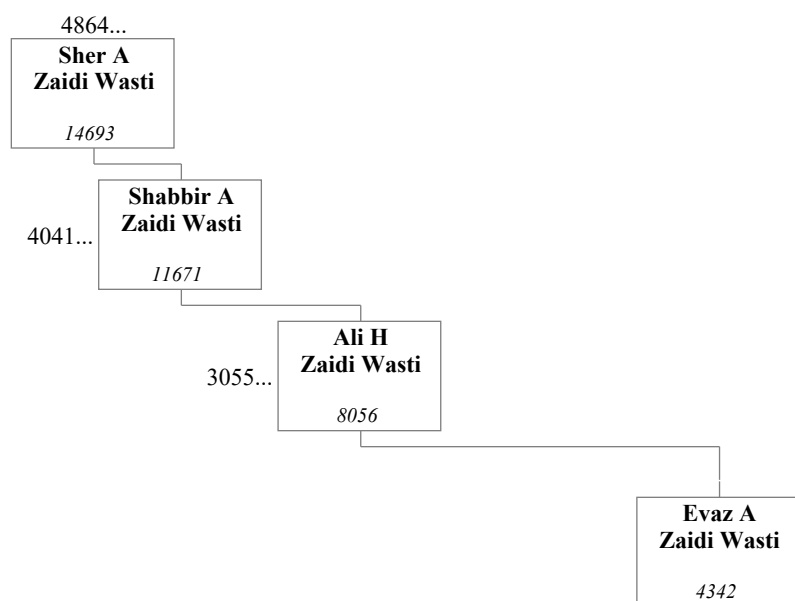 4864...
Sher A
Zaidi Wasti
14693
Shabbir A
Zaidi Wasti
4041...
11671
Ali H
Zaidi Wasti
3055...
8056
Evaz A
Zaidi Wasti
4342